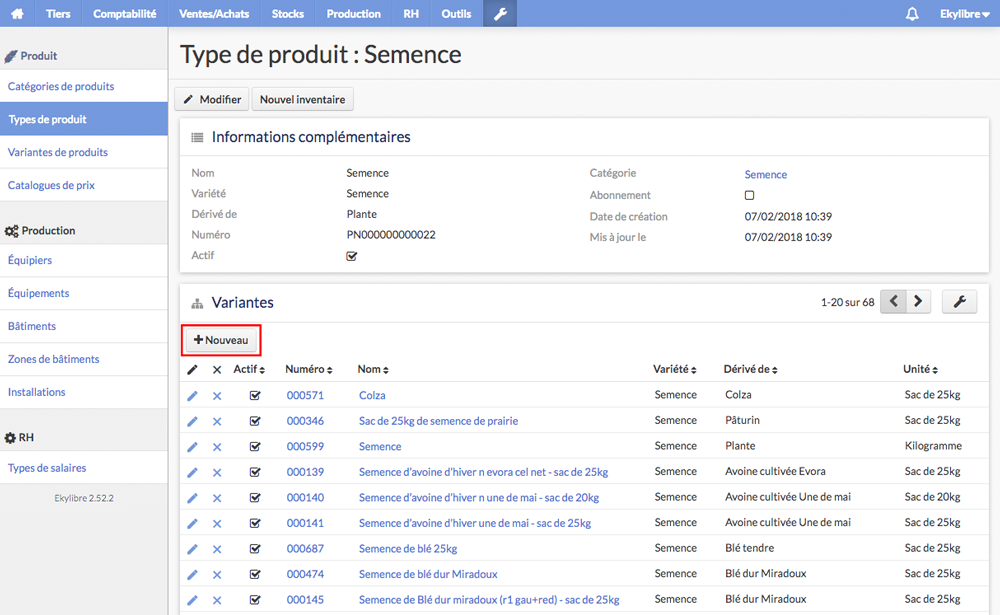 Tiers Comptabilité Ventes/Achats Stocks Production RH Outils Ekylibre
Produit
Catégories de produits
Types de produit
Variantes de produits
Catalogues de prix
Production
Équipiers
Équipements
Bâtiments
Zones de bâtiments
Installations
RH
Types de salaires
Ekylibre 2.52.2
Type de produit : Semence
Modifier Nouvel inventaire
Informations complémentaires
Nom Semence
Variété Semence
Dérivé de Plante
Numéro PN000000000022
Actif
Catégorie Semence
Abonnement
Date de création 07/02/2018 10:39
Mis à jour le 07/02/2018 10:39
Variantes 1-20 sur 68
+Nouveau
Actif Numéro Nom Variété Dérivé de Unité
000571 Colza Semence Colza Sac de 25kg
000346 Sac de 25kg de semence de prairie Semence Pâturin Sac de 25kg
000599 Semence Semence Plante Kilogramme
000139 Semence d'avoine d'hiver n evora cel net - sac de 25kg Semence Avoine cultivée Evora Sac de 25kg
000140 Semence d'avoine d'hiver n une de mai - sac de 20kg Semence Avoine cultivée Une de mai Sac de 20kg
000141 Semence d'avoine d'hiver une de mai - sac de 25kg Semence Avoine cultivée Une de mai Sac de 25kg
000687 Semence de blé 25kg Semence Blé tendre Sac de 25kg
000474 Semence de blé dur Miradoux Semence Blé dur Miradoux Sac de 25kg
000145 Semence de Blé dur miradoux (r1 gau+red) - sac de 25kg Semence Blé dur Miradoux Sac de 25kg